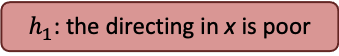 h₁: the directing in x is poor